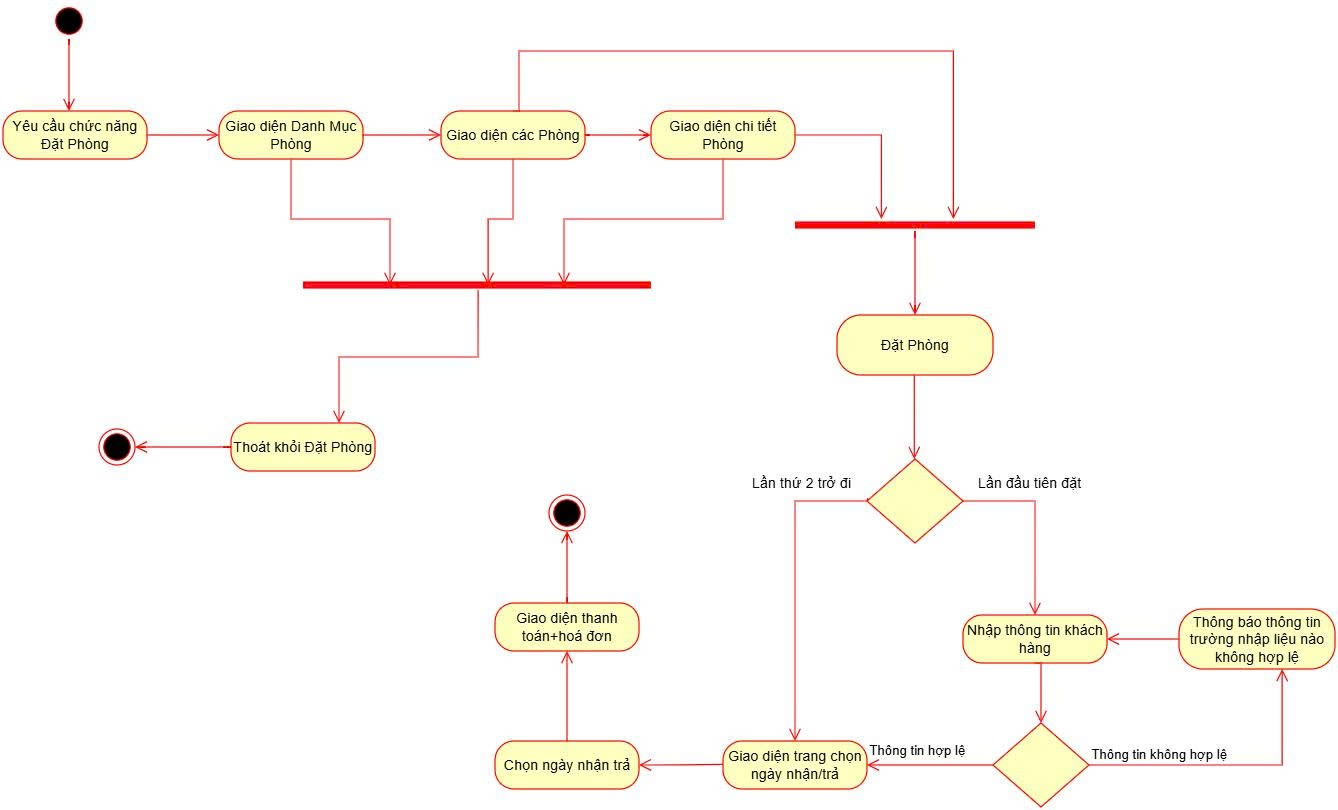 Yêu cầu chức năng
Đặt Phòng
Giao diện Danh Mục
Phòng
Giao diện các Phòng
Giao diện chi tiết
Phòng
Đặt Phòng
Thoát khỏi Đặt Phòng
Lần thứ 2 trở đi
Lần đầu tiên đặt
Giao diện thanh
toán+hoá đơn
Nhập thông tin khách
hàng
Thông báo thông tin
trường nhập liệu nào
không hợp lệ
Chọn ngày nhận trả
Giao diện trang chọn
ngày nhận/trả
Thông tin hợp lệ
Thông tin không hợp lệ